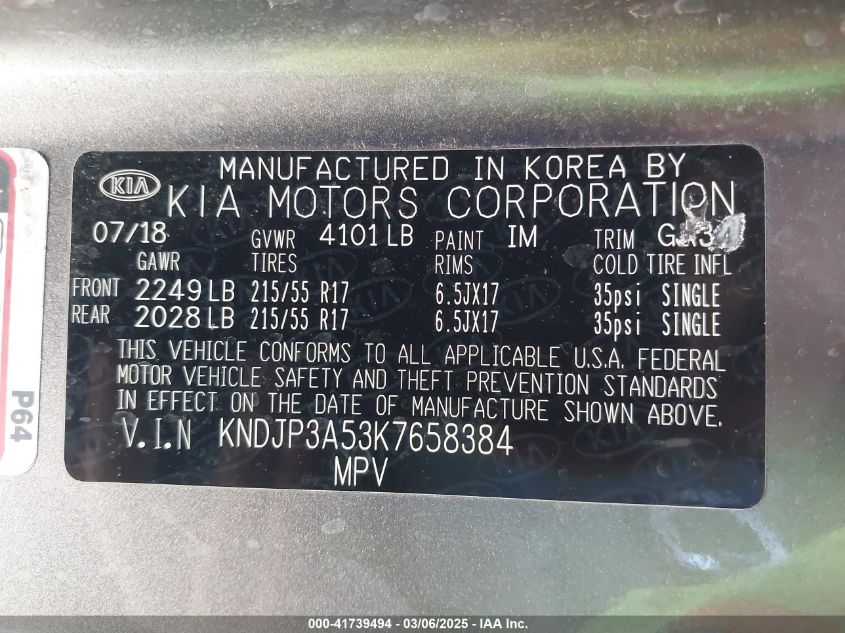 MANUFACTURED IN KOREA BY
KIA KIA MOTORS CORPORATION
07/18 GVWR 4101 LB PAINT IM TRIM
GAWR TIRES RIMS COLD TIRE INFL
FRONT 2249 LB 215/55 R17 6.5JX17 35psi SINGLE
REAR 2028 LB 215/55 R17 6.5JX17 35psi SINGLE
THIS VEHICLE CONFORMS TO ALL APPLICABLE U.S.A. FEDERAL
MOTOR VEHICLE SAFETY AND THEFT PREVENTION STANDARDS
IN EFFECT ON THE DATE OF MANUFACTURE SHOWN ABOVE.
V.I.N KNDJP3A53K7658384
MPV
P64
000-41739494 - 03/06/2025 - IAA Inc.